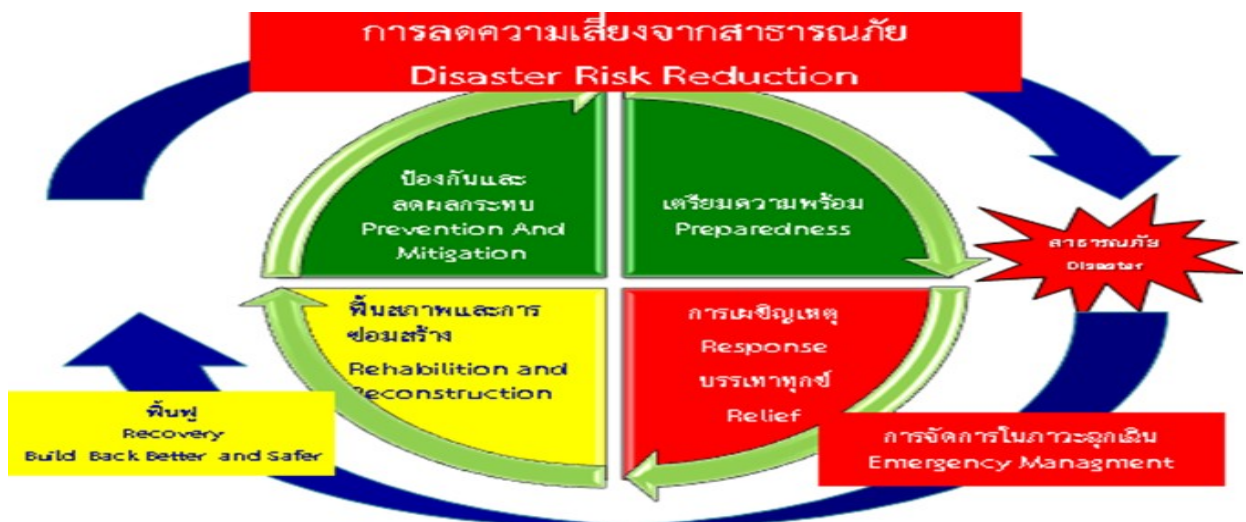 การลดความเสี่ยงจากสาธารณภัย
Disaster Risk Reduction
ป้องกันและ
ลดผลกระทบ
Prevention And
Mitigation
เตรียมความพร้อม
Preparedness
สาธารณภัย
Disaster
ฟื้นสภาพและการ
ซ่อมสร้าง
Rehabilition and
Reconstruction
การเผชิญเหตุ
Response
บรรเทาทุกข์
Relief
ฟื้นฟู
Recovery
Build Back Better and Safer
การจัดการในภาวะฉุกเฉิน
Emergency Managment